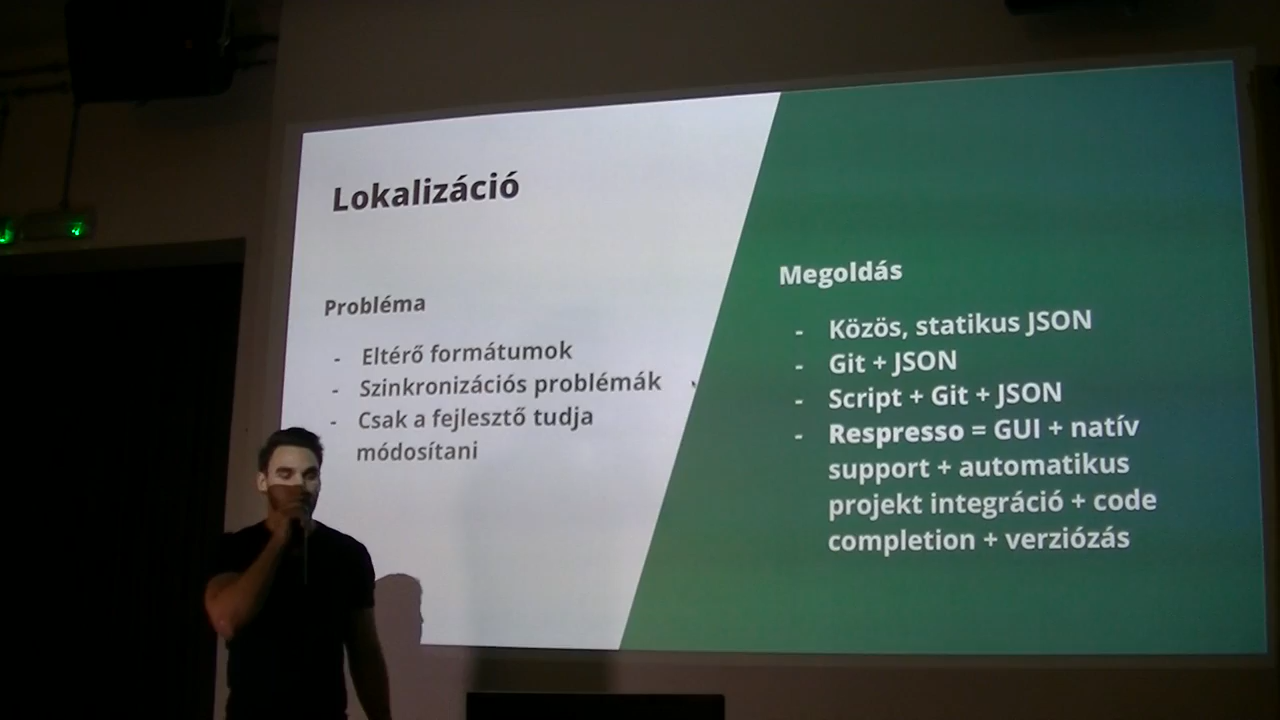 Lokalizáció
Probléma
- Eltérő formátumok
- Szinkronizációs problémák
- Csak a fejlesztő tudja
módosítani
Megoldás
- Közös, statikus JSON
- Git + JSON
- Script + Git + JSON
- Respresso = GUI + natív
support + automatikus
projekt integráció + code
completion + verziózás